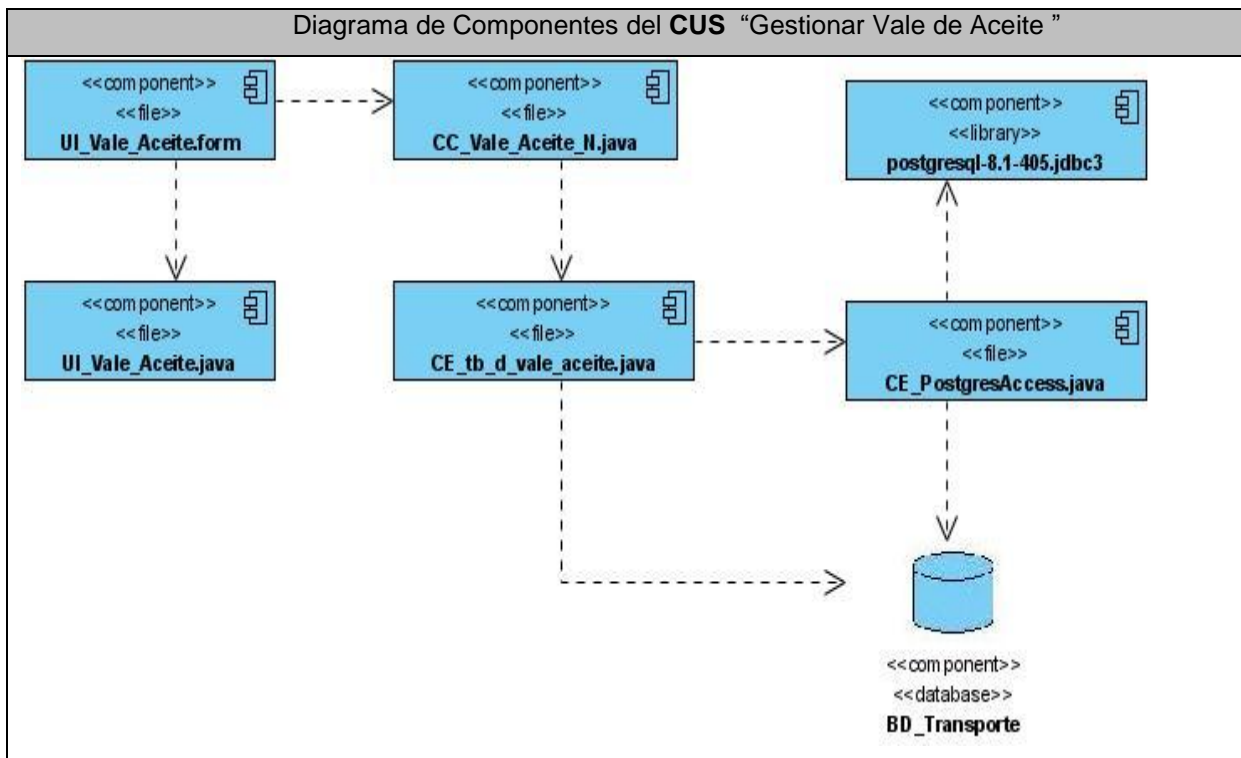 Diagrama de Componentes del CUS “Gestionar Vale de Aceite ”
<<component>>
<<file>>
UI_Vale_Aceite.form
<<component>>
<<file>>
CC_Vale_Aceite_N.java
<<component>>
<<library>>
postgresql-8.1-405.jdbc3
<<component>>
<<file>>
UI_Vale_Aceite.java
<<component>>
<<file>>
CE_tb_d_vale_aceite.java
<<component>>
<<file>>
CE_PostgresAccess.java
<<component>>
<<database>>
BD_Transporte